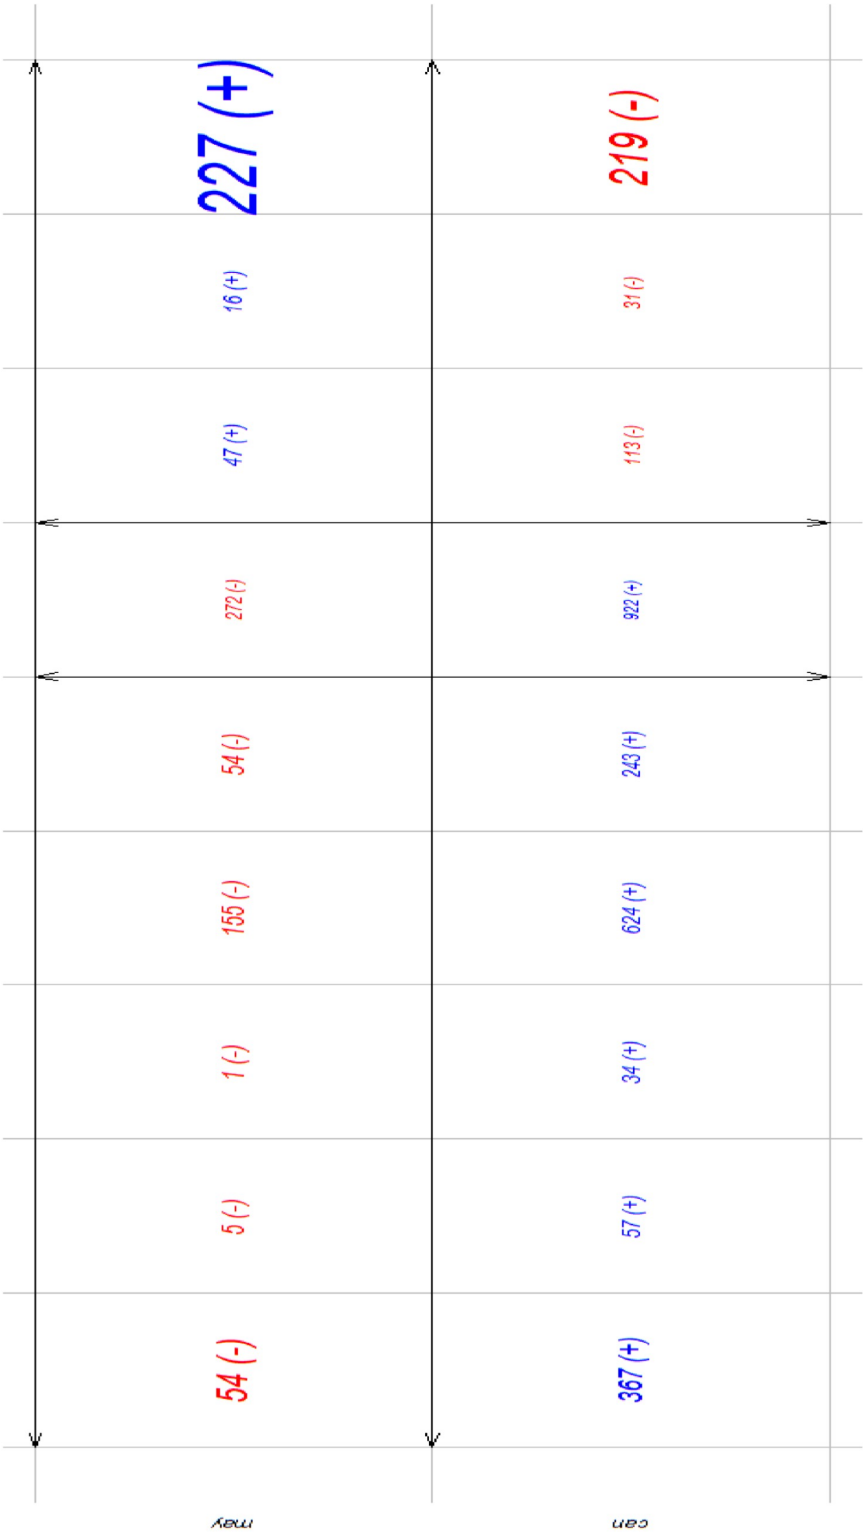 may 54 (-) 5 (-) 1 (-) 155 (-) 54 (-) 272 (-) 47 (+) 16 (+) 227 (+)
can 367 (+) 57 (+) 34 (+) 624 (+) 243 (+) 922 (+) 113 (-) 31 (-) 219 (-)